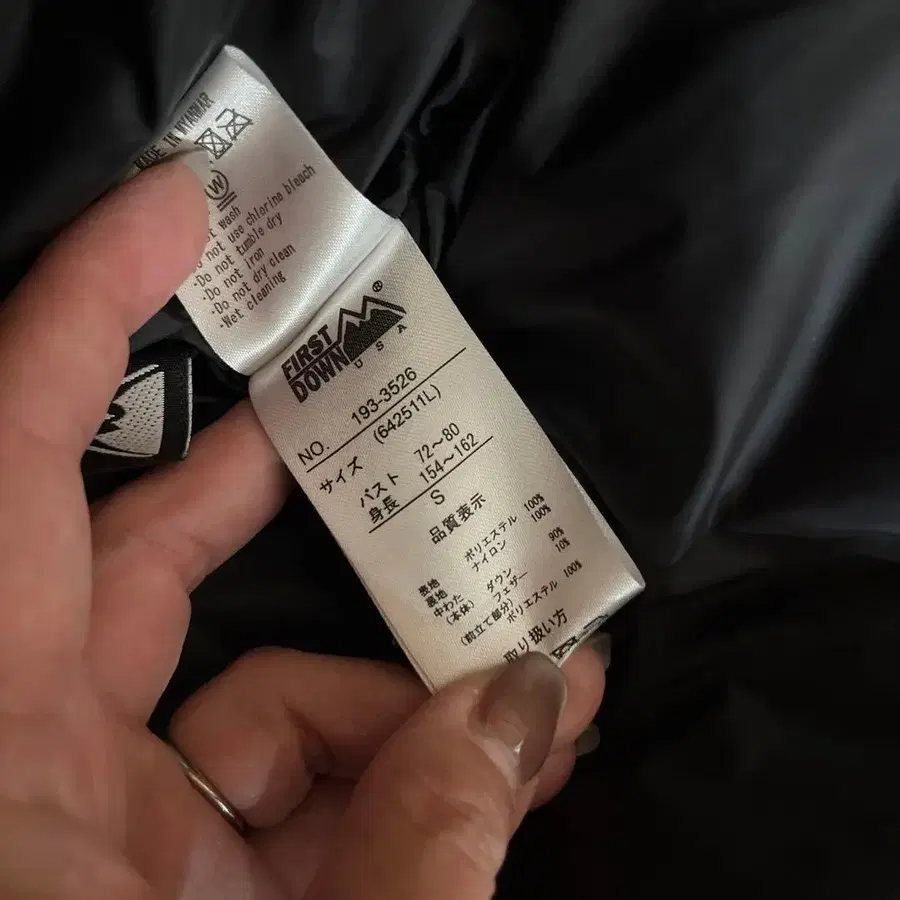 MADE IN MYANMAR
W
wash
not use chlorine bleach
·Do not tumble dry
·Do not iron
·Do not dry clean
·Wet cleaning
FIRST
DOWN
USA
®
NO. 193-3526
(642511L)
サイズ
バスト 72~80
身長 154~162
S
品質表示
表地 ポリエステル 100%
裏地 ナイロン 100%
中わた ダウン 90%
(本体) フェザー 10%
(前立て部分) ポリエステル 100%
取り扱い方